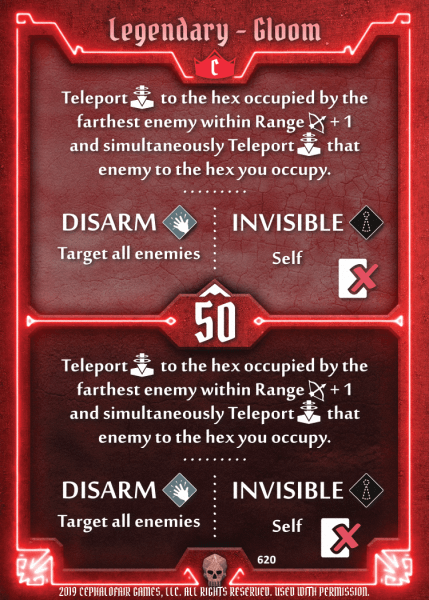 Legendary - Gloom
C
Teleport to the hex occupied by the
farthest enemy within Range + 1
and simultaneously Teleport that
enemy to the hex you occupy.
DISARM INVISIBLE
Target all enemies Self
50
Teleport to the hex occupied by the
farthest enemy within Range + 1
and simultaneously Teleport that
enemy to the hex you occupy.
DISARM INVISIBLE
Target all enemies Self
620
2019 CEPHALOFAIR GAMES, LLC. ALL RIGHTS RESERVED. USED WITH PERMISSION.